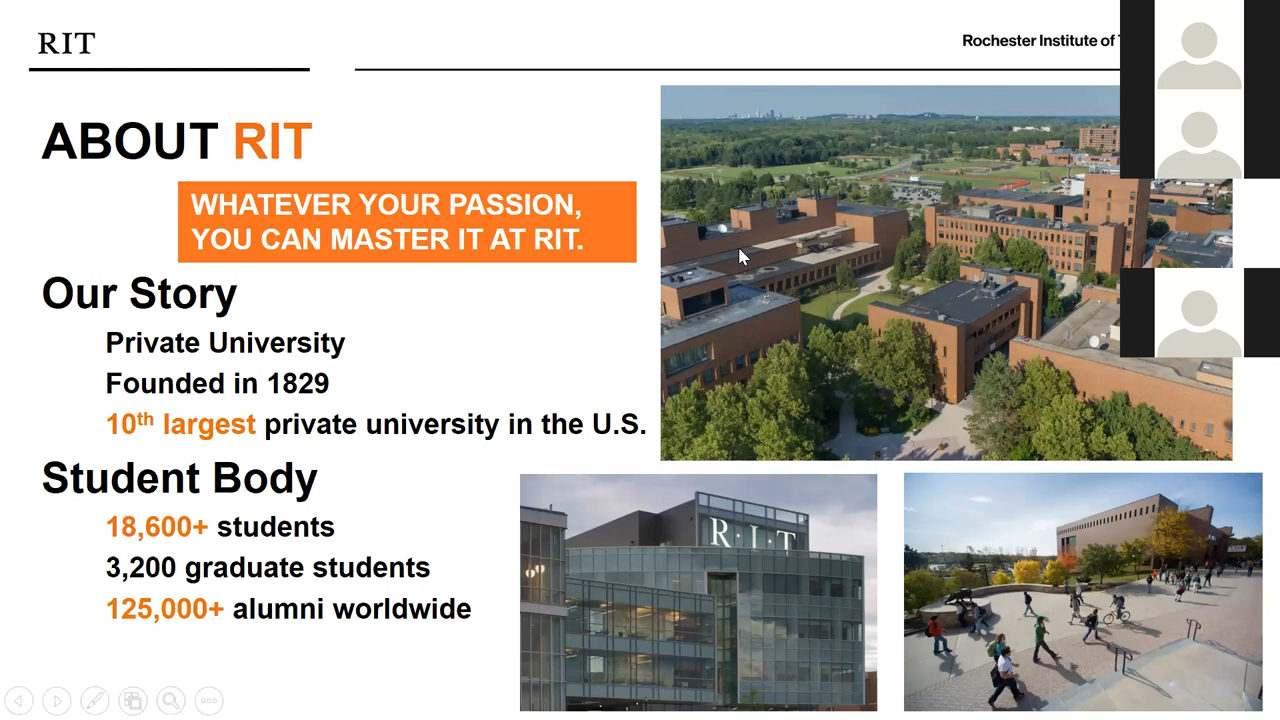 RIT
Rochester Institute of
ABOUT RIT
WHATEVER YOUR PASSION,
YOU CAN MASTER IT AT RIT.
Our Story
Private University
Founded in 1829
10th largest private university in the U.S.
Student Body
18,600+ students
3,200 graduate students
125,000+ alumni worldwide
R·I·T